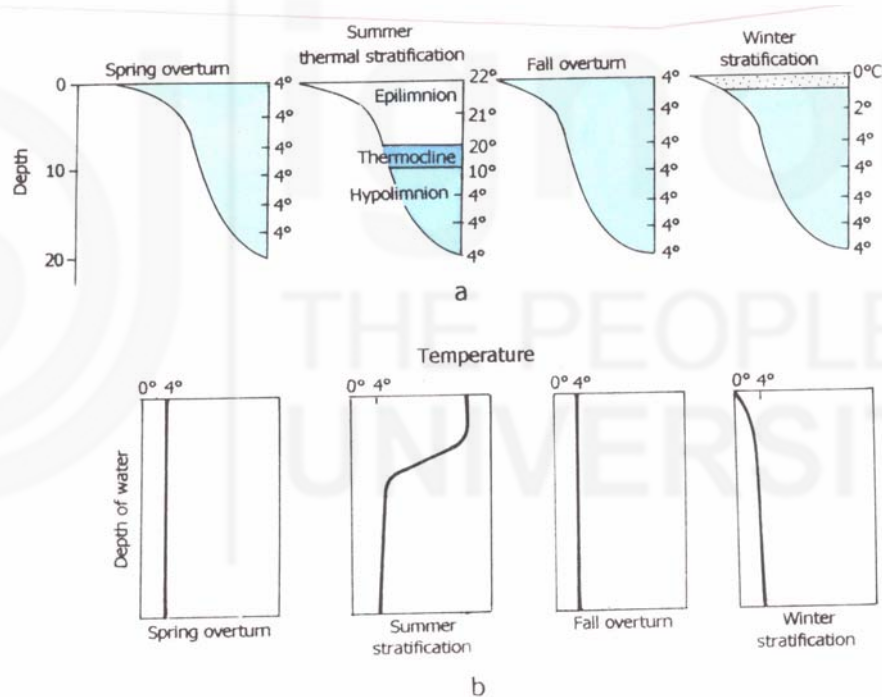 Summer
thermal stratification
Spring overturn
Fall overturn
Winter
stratification
Depth
0
10
20
4°
4°
4°
4°
4°
4°
Epilimnion
Thermocline
Hypolimnion
22°
21°
20°
10°
4°
4°
4°
4°
4°
4°
4°
4°
4°
4°
0°C
2°
4°
4°
4°
4°
4°
a
THE PEOPLE
UNIVERSIT
Temperature
0° 4°
0° 4°
0° 4°
0° 4°
Depth of water
Spring overturn
Summer
stratification
Fall overturn
Winter
stratification
b